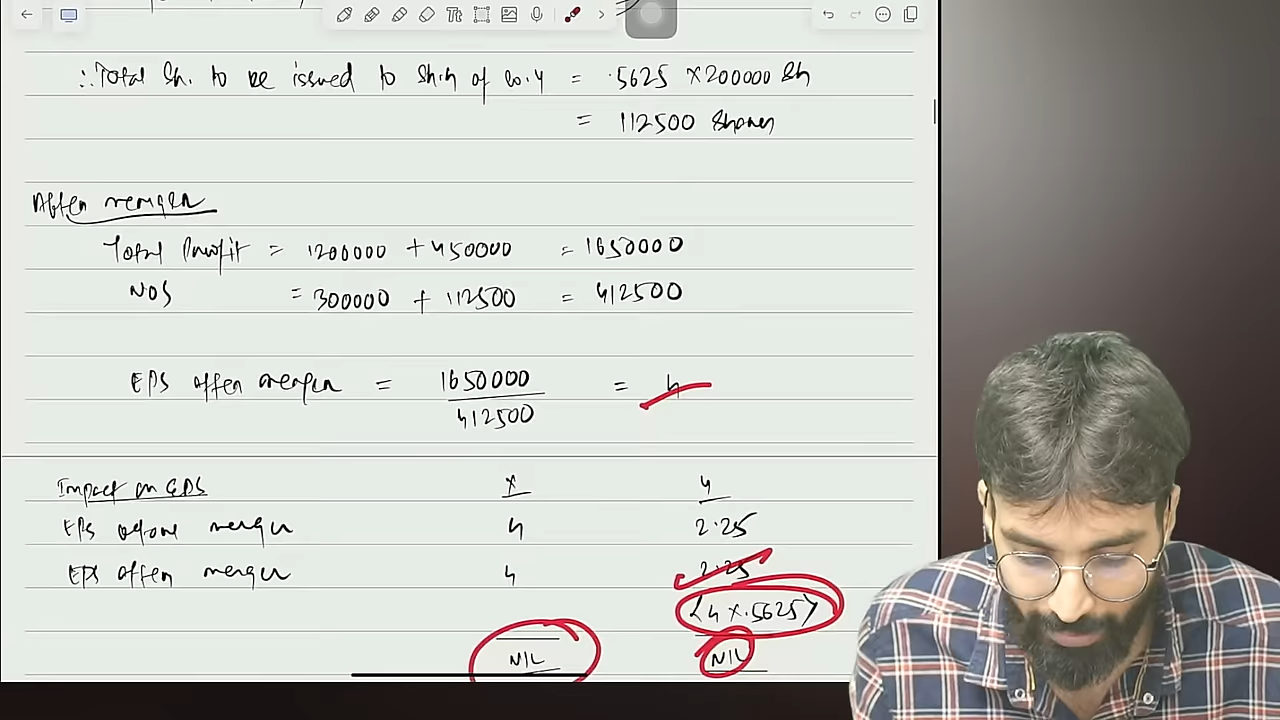 ∴ Total Sh. to be issued to Sh.h of co. y = .5625 × 200000 Sh
= 112500 Shares
After merger
Total Profit = 1200000 + 450000 = 1650000
NOS = 300000 + 112500 = 412500
EPS after merger = 1650000 / 412500 = 4
Impact on EPS X Y
EPS before merger 4 2.25
EPS after merger 4 2.25
<4 × .5625>
NIL NIL